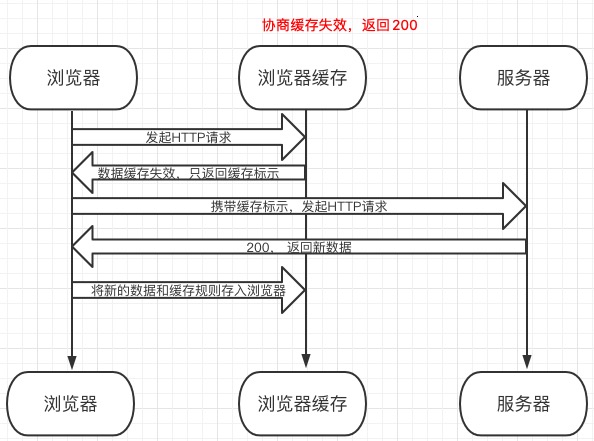 协商缓存失效，返回200
浏览器
浏览器缓存
服务器
发起HTTP请求
数据缓存失效，只返回缓存标示
携带缓存标示，发起HTTP请求
200， 返回新数据
将新的数据和缓存规则存入浏览器
浏览器
浏览器缓存
服务器